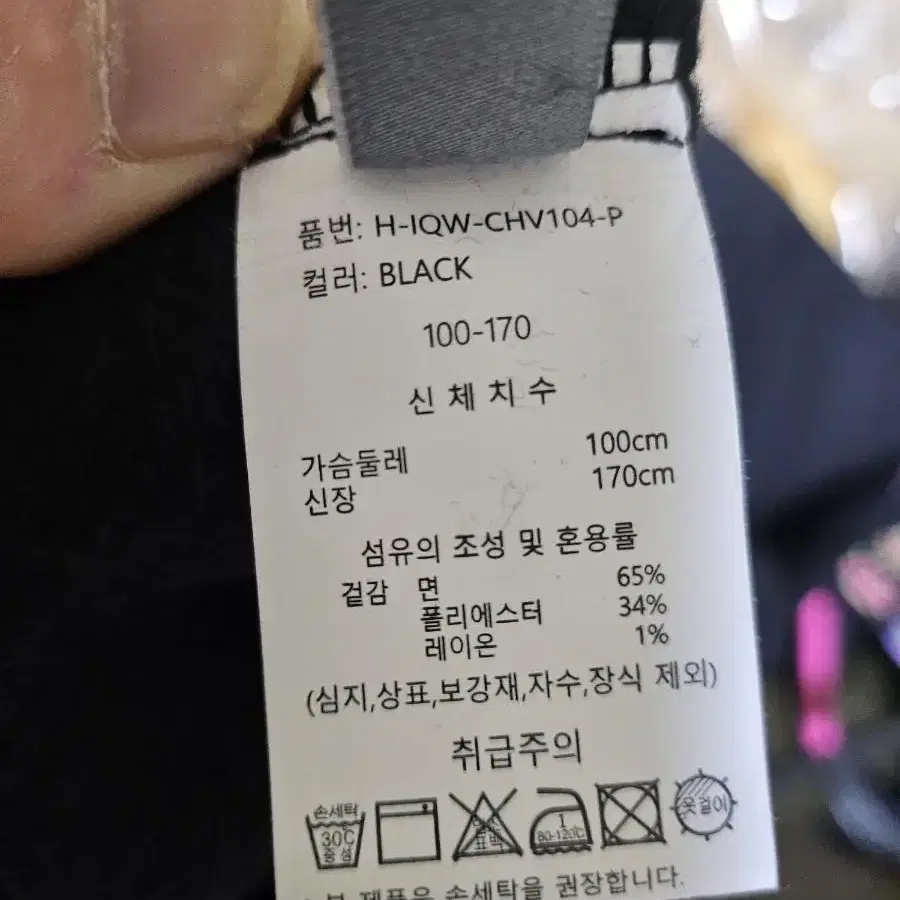 품번: H-IQW-CHV104-P
컬러: BLACK
100-170
신체치수
가슴둘레 100cm
신장 170cm
섬유의 조성 및 혼용률
겉감 면 65%
폴리에스터 34%
레이온 1%
(심지,상표,보강재,자수,장식 제외)
취급주의
손세탁
30℃
중성
표백
1
80-120℃
옷걸이
본 제품은 손세탁을 권장합니다.